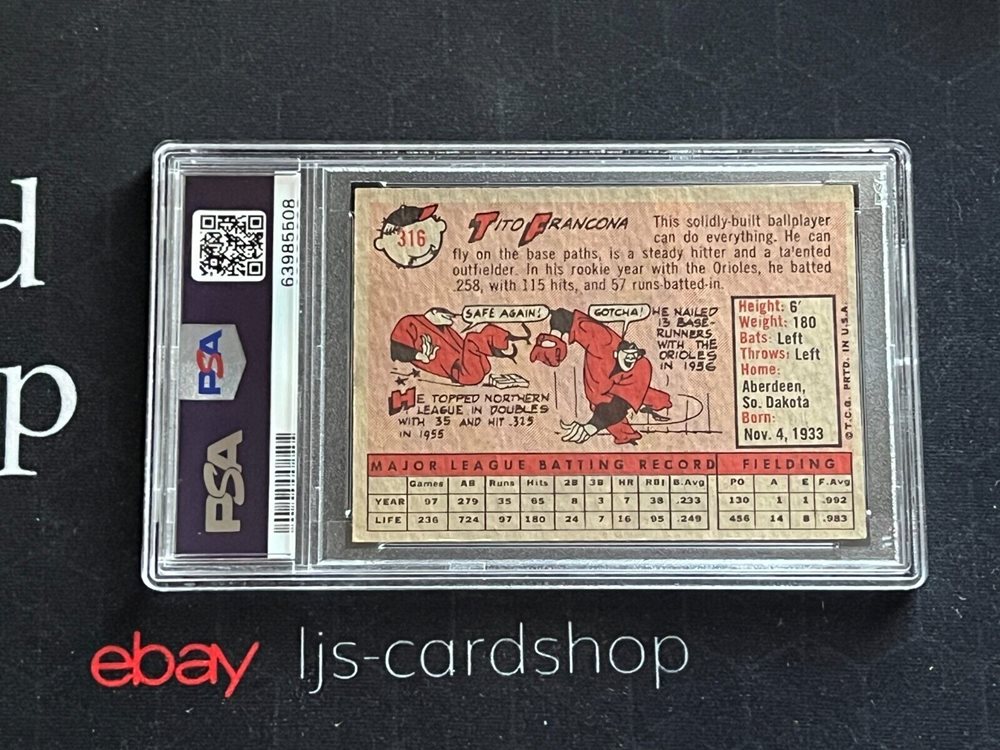 d
p
63985508
PSA
PSA
316
TITO FRANCONA
This solidly-built ballplayer
can do everything. He can
fly on the base paths, is a steady hitter and a talented
outfielder. In his rookie year with the Orioles, he batted
.258, with 115 hits, and 57 runs-batted-in.
SAFE AGAIN!
HE TOPPED NORTHERN
LEAGUE IN DOUBLES
WITH 35 AND HIT .325
IN 1955
GOTCHA!
HE NAILED
13 BASE-
RUNNERS
WITH THE
ORIOLES
IN 1956
Height: 6'
Weight: 180
Bats: Left
Throws: Left
Home:
Aberdeen,
So. Dakota
Born:
Nov. 4, 1933
© T.C.G. PRTD. IN U.S.A.
MAJOR LEAGUE BATTING RECORD FIELDING
Games AB Runs Hits 2B 3B HR RBI B.Avg PO A E F.Avg
YEAR 97 279 35 65 8 3 7 38 .233 130 1 1 .992
LIFE 236 724 97 180 24 7 16 95 .249 456 14 8 .983
ebay ljs-cardshop